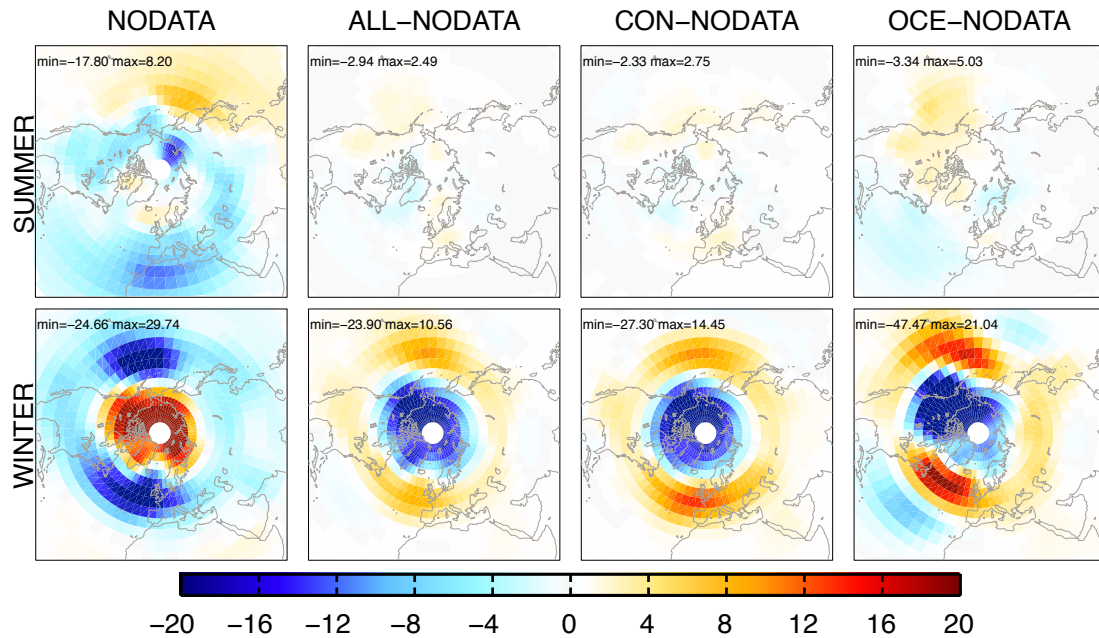 NODATA ALL−NODATA CON−NODATA OCE−NODATA
SUMMER
min=−17.80 max=8.20 min=−2.94 max=2.49 min=−2.33 max=2.75 min=−3.34 max=5.03
WINTER
min=−24.66 max=29.74 min=−23.90 max=10.56 min=−27.30 max=14.45 min=−47.47 max=21.04
−20 −16 −12 −8 −4 0 4 8 12 16 20